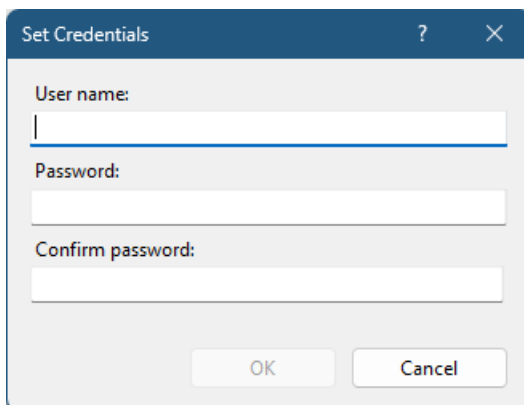 Set Credentials ?
User name:
Password:
Confirm password:
OK Cancel